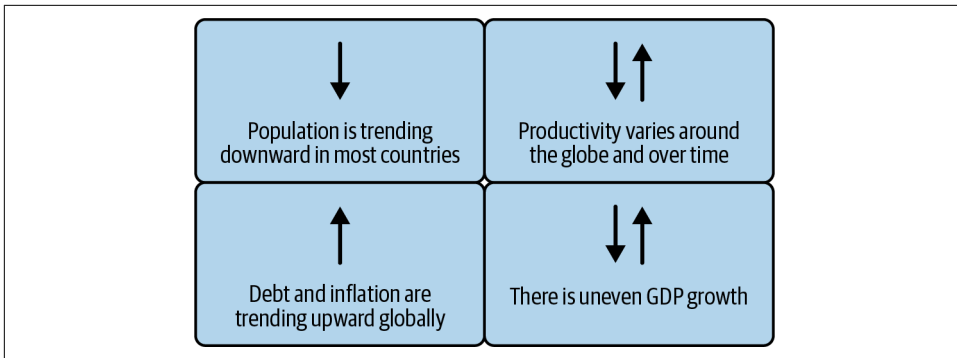 Population is trending
downward in most countries
Productivity varies around
the globe and over time
Debt and inflation are
trending upward globally
There is uneven GDP growth